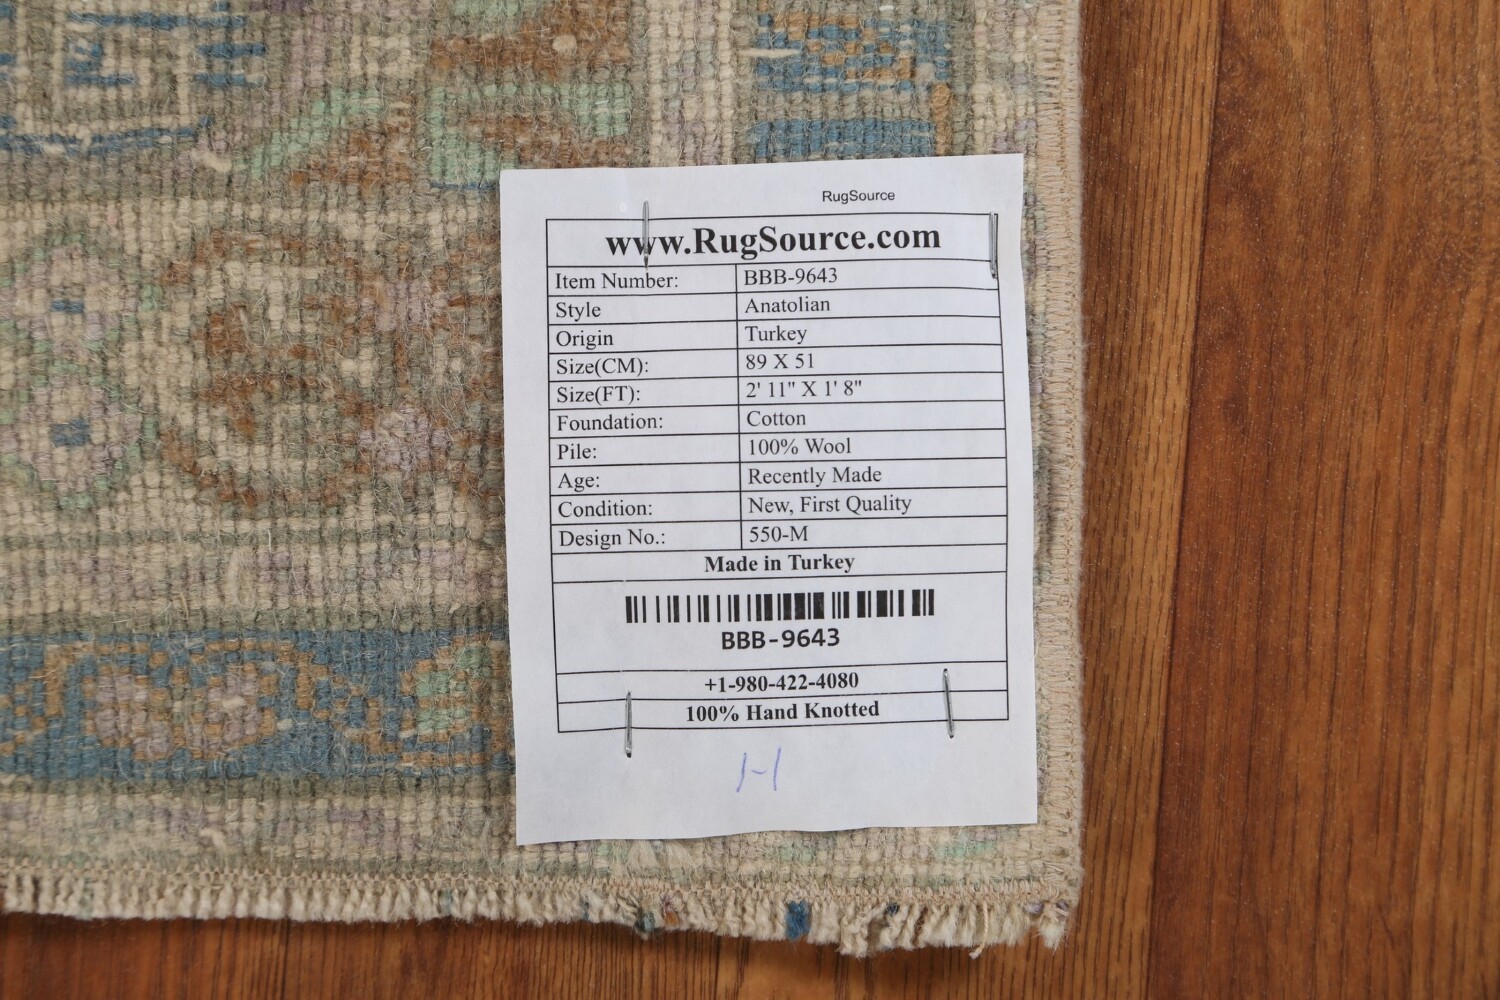 RugSource
www.RugSource.com
Item Number: BBB-9643
Style Anatolian
Origin Turkey
Size(CM): 89 X 51
Size(FT): 2' 11" X 1' 8"
Foundation: Cotton
Pile: 100% Wool
Age: Recently Made
Condition: New, First Quality
Design No.: 550-M
Made in Turkey
BBB-9643
+1-980-422-4080
100% Hand Knotted